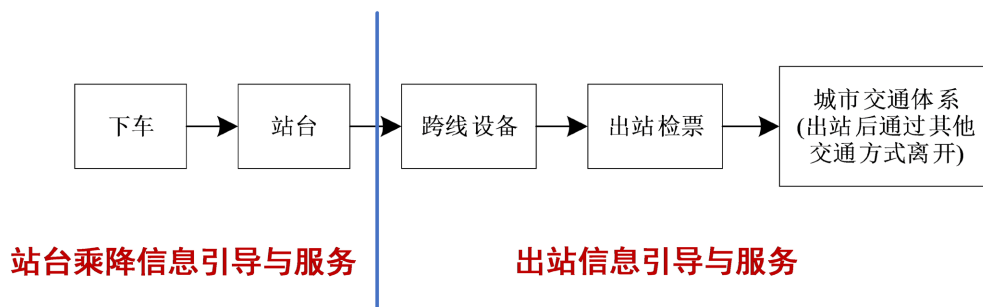 下车
站台
跨线设备
出站检票
城市交通体系
(出站后通过其他
交通方式离开)
站台乘降信息引导与服务
出站信息引导与服务